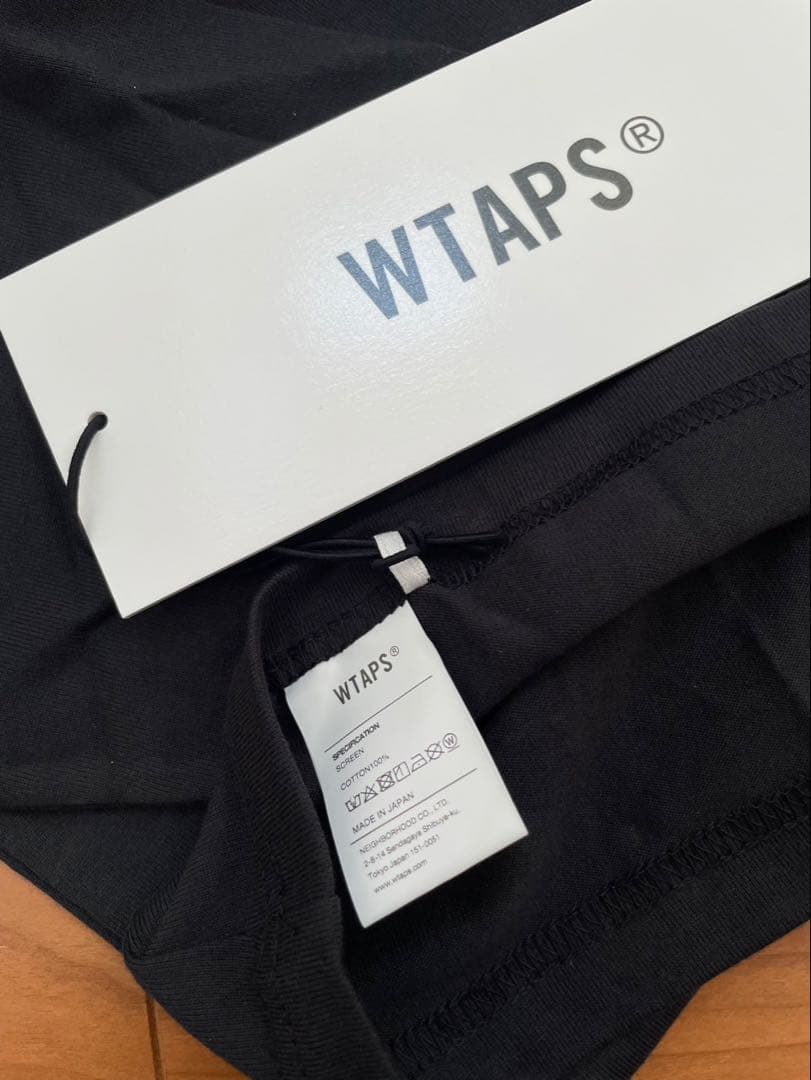 WTAPS®
WTAPS®
SPECIFICATION
SCREEN
COTTON100%
W
MADE IN JAPAN
NEIGHBORHOOD CO., LTD.
2-8-14 Sendagaya Shibuya-ku,
Tokyo Japan 151-0051
www.wtaps.com